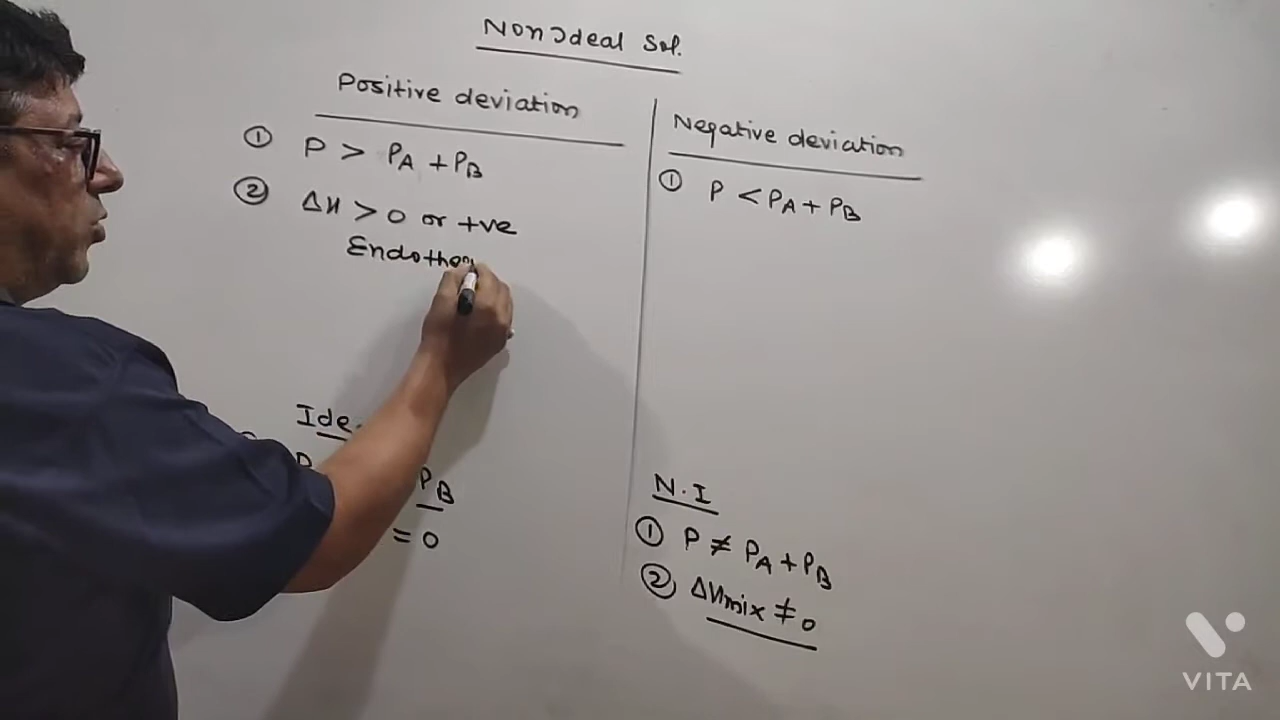 Non Ideal Sol.
Positive deviation
① P > PA + PB
② ΔH > 0 or +ve
Endother
Negative deviation
① P < PA + PB
Ide
P PB
= 0
N.I
① P ≠ PA + PB
② ΔHmix ≠ 0
VITA